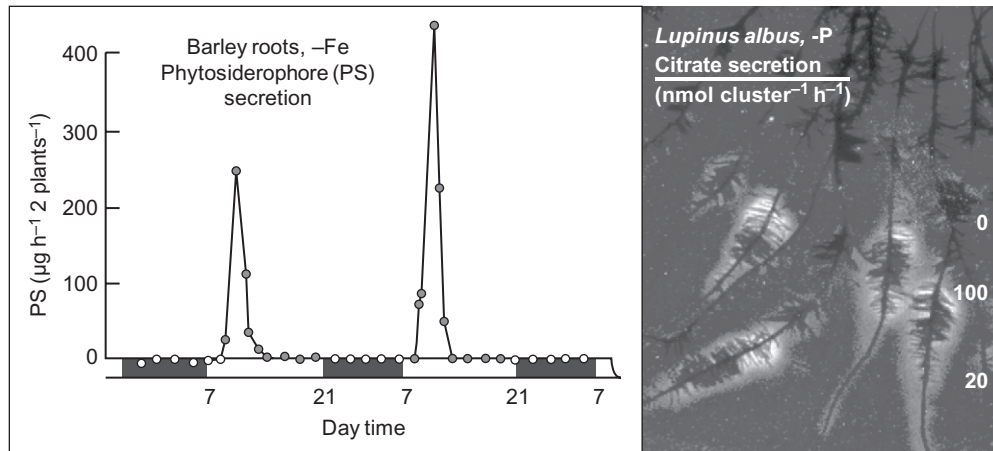 Barley roots, –Fe
Phytosiderophore (PS)
secretion
PS (µg h⁻¹ 2 plants⁻¹)
400
300
200
100
0
7
21
7
21
7
Day time
Lupinus albus, -P
Citrate secretion
(nmol cluster⁻¹ h⁻¹)
0
100
20